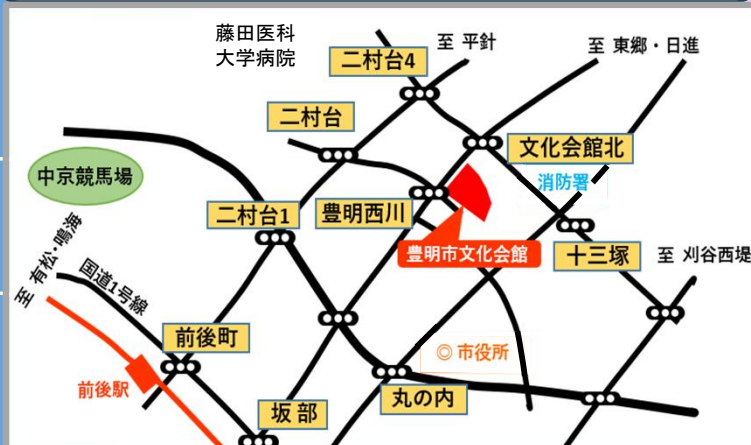 藤田医科
大学病院
至 平針
至 東郷・日進
二村台4
二村台
文化会館北
中京競馬場
消防署
二村台1
豊明西川
豊明市文化会館
十三塚
至 刈谷西堤
至 有松・鳴海
国道1号線
前後町
◎ 市役所
前後駅
丸の内
坂 部